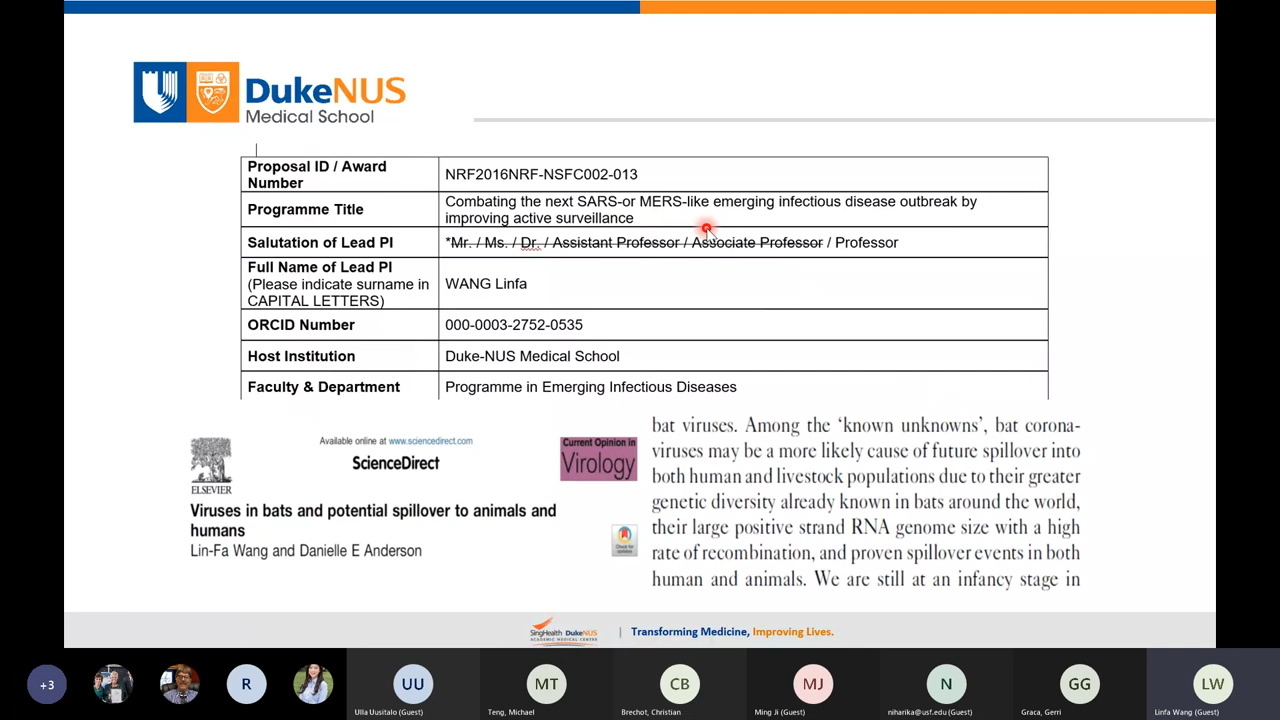 DukeNUS
Medical School
Proposal ID / Award
Number
NRF2016NRF-NSFC002-013
Programme Title
Combating the next SARS-or MERS-like emerging infectious disease outbreak by
improving active surveillance
Salutation of Lead PI
*Mr. / Ms. / Dr. / Assistant Professor / Associate Professor / Professor
Full Name of Lead PI
(Please indicate surname in
CAPITAL LETTERS)
WANG Linfa
ORCID Number
000-0003-2752-0535
Host Institution
Duke-NUS Medical School
Faculty & Department
Programme in Emerging Infectious Diseases
ELSEVIER
Available online at www.sciencedirect.com
ScienceDirect
Current Opinion in
Virology
Viruses in bats and potential spillover to animals and
humans
Lin-Fa Wang and Danielle E Anderson
Check for
updates
bat viruses. Among the ‘known unknowns’, bat corona-
viruses may be a more likely cause of future spillover into
both human and livestock populations due to their greater
genetic diversity already known in bats around the world,
their large positive strand RNA genome size with a high
rate of recombination, and proven spillover events in both
human and animals. We are still at an infancy stage in
SingHealth DukeNUS
ACADEMIC MEDICAL CENTRE
| Transforming Medicine, Improving Lives.
+3
R
UU
Ulla Uusitalo (Guest)
MT
Teng, Michael
CB
Brechot, Christian
MJ
Ming Ji (Guest)
N
niharika@usf.edu (Guest)
GG
Graca, Gerri
LW
Linfa Wang (Guest)